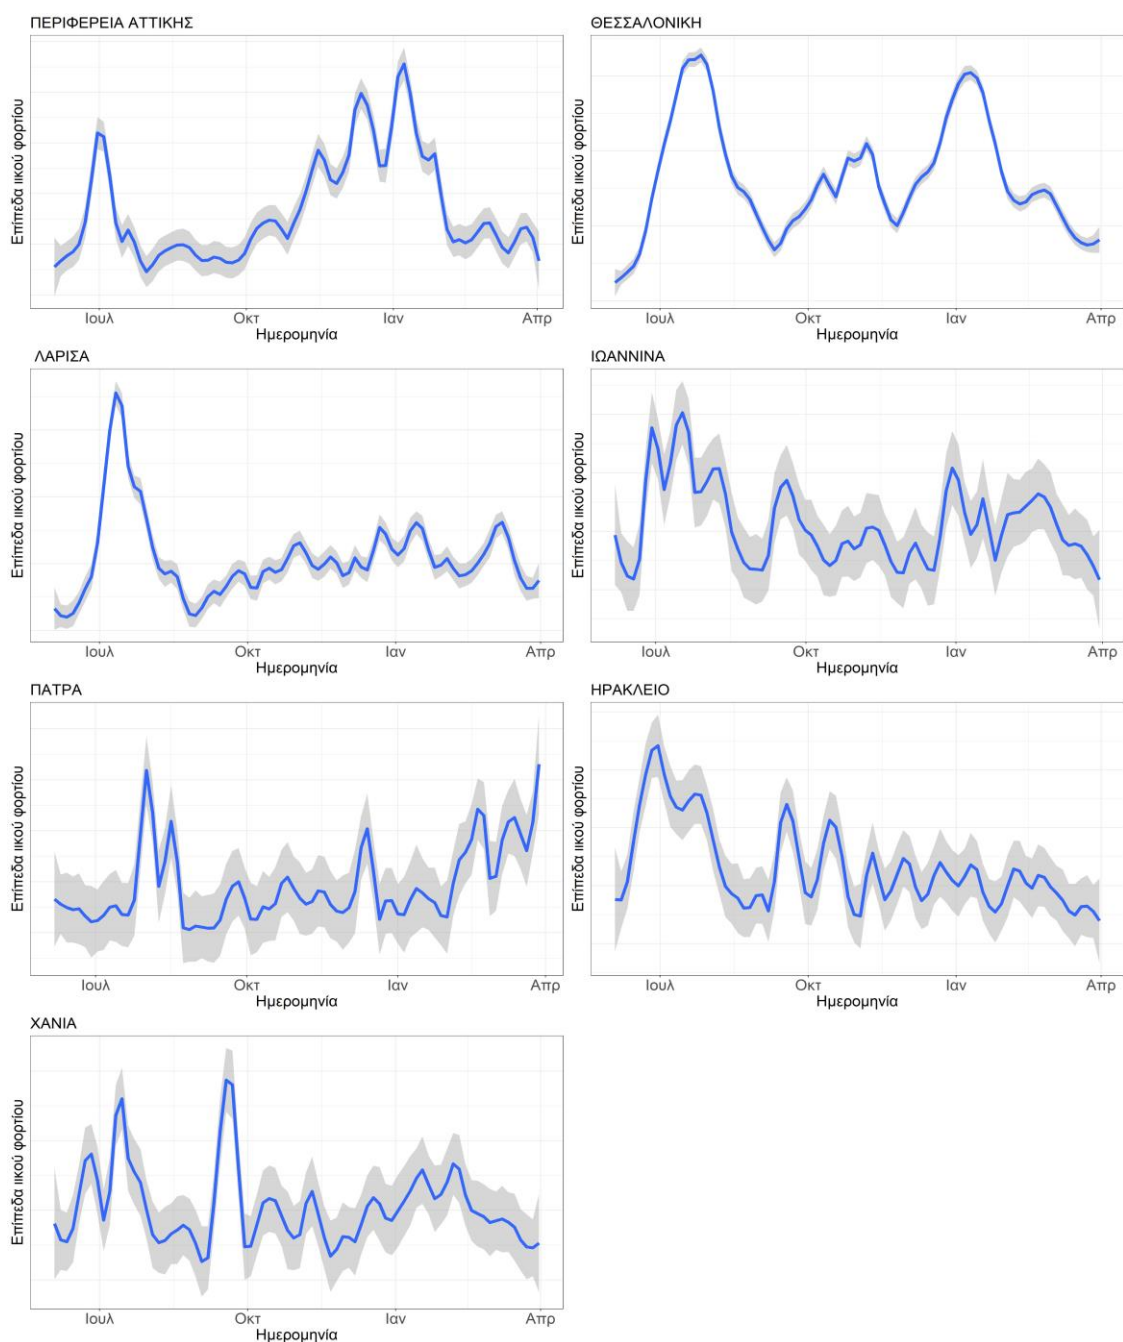 ΠΕΡΙΦΕΡΕΙΑ ΑΤΤΙΚΗΣ
Επίπεδα ιικού φορτίου
Ιουλ Οκτ Ιαν Απρ
Ημερομηνία
ΘΕΣΣΑΛΟΝΙΚΗ
Επίπεδα ιικού φορτίου
Ιουλ Οκτ Ιαν Απρ
Ημερομηνία
ΛΑΡΙΣΑ
Επίπεδα ιικού φορτίου
Ιουλ Οκτ Ιαν Απρ
Ημερομηνία
ΙΩΑΝΝΙΝΑ
Επίπεδα ιικού φορτίου
Ιουλ Οκτ Ιαν Απρ
Ημερομηνία
ΠΑΤΡΑ
Επίπεδα ιικού φορτίου
Ιουλ Οκτ Ιαν Απρ
Ημερομηνία
ΗΡΑΚΛΕΙΟ
Επίπεδα ιικού φορτίου
Ιουλ Οκτ Ιαν Απρ
Ημερομηνία
ΧΑΝΙΑ
Επίπεδα ιικού φορτίου
Ιουλ Οκτ Ιαν Απρ
Ημερομηνία